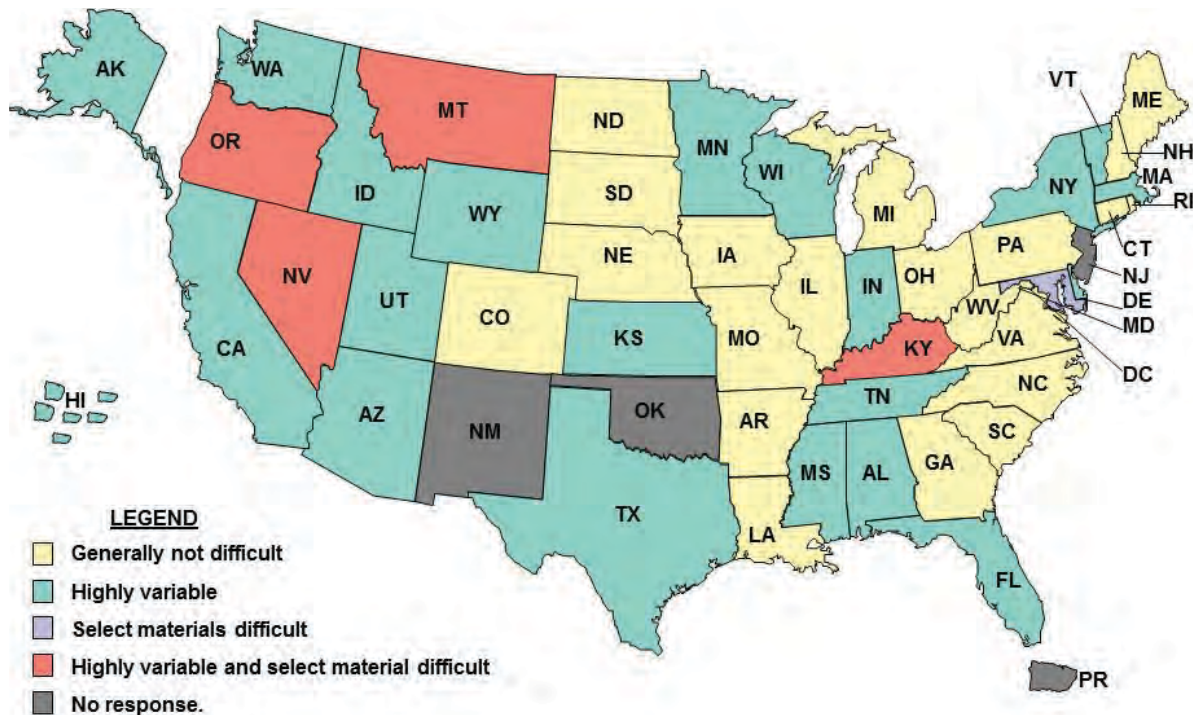 AK
WA
MT
ND
MN
VT
ME
OR
NH
ID
WI
MA
SD
NY
WY
RI
MI
PA
IA
NE
CT
NV
OH
NJ
IL
IN
UT
DE
CO
WV
MD
MO
KS
VA
KY
CA
DC
NC
TN
HI
OK
AZ
AR
SC
NM
GA
MS
AL
TX
LA
FL
PR
LEGEND
Generally not difficult
Highly variable
Select materials difficult
Highly variable and select material difficult
No response.